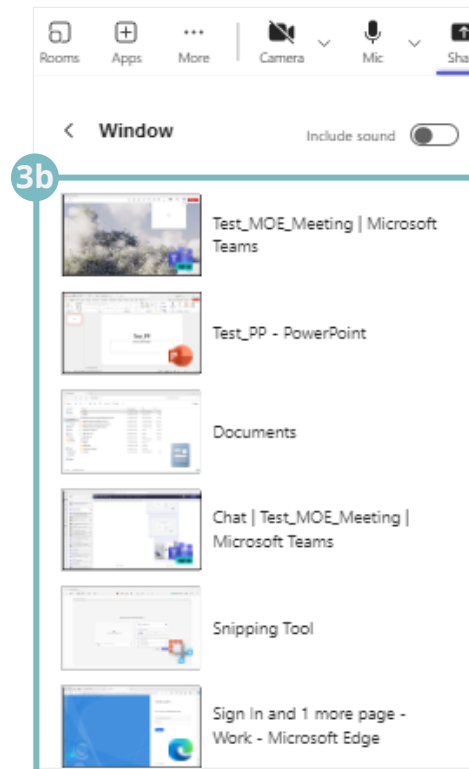 Rooms
Apps
More
Camera
Mic
Sha
Window
Include sound
3b
Test_MOE_Meeting | Microsoft
Teams
Test_PP - PowerPoint
Documents
Chat | Test_MOE_Meeting |
Microsoft Teams
Snipping Tool
Sign In and 1 more page -
Work - Microsoft Edge